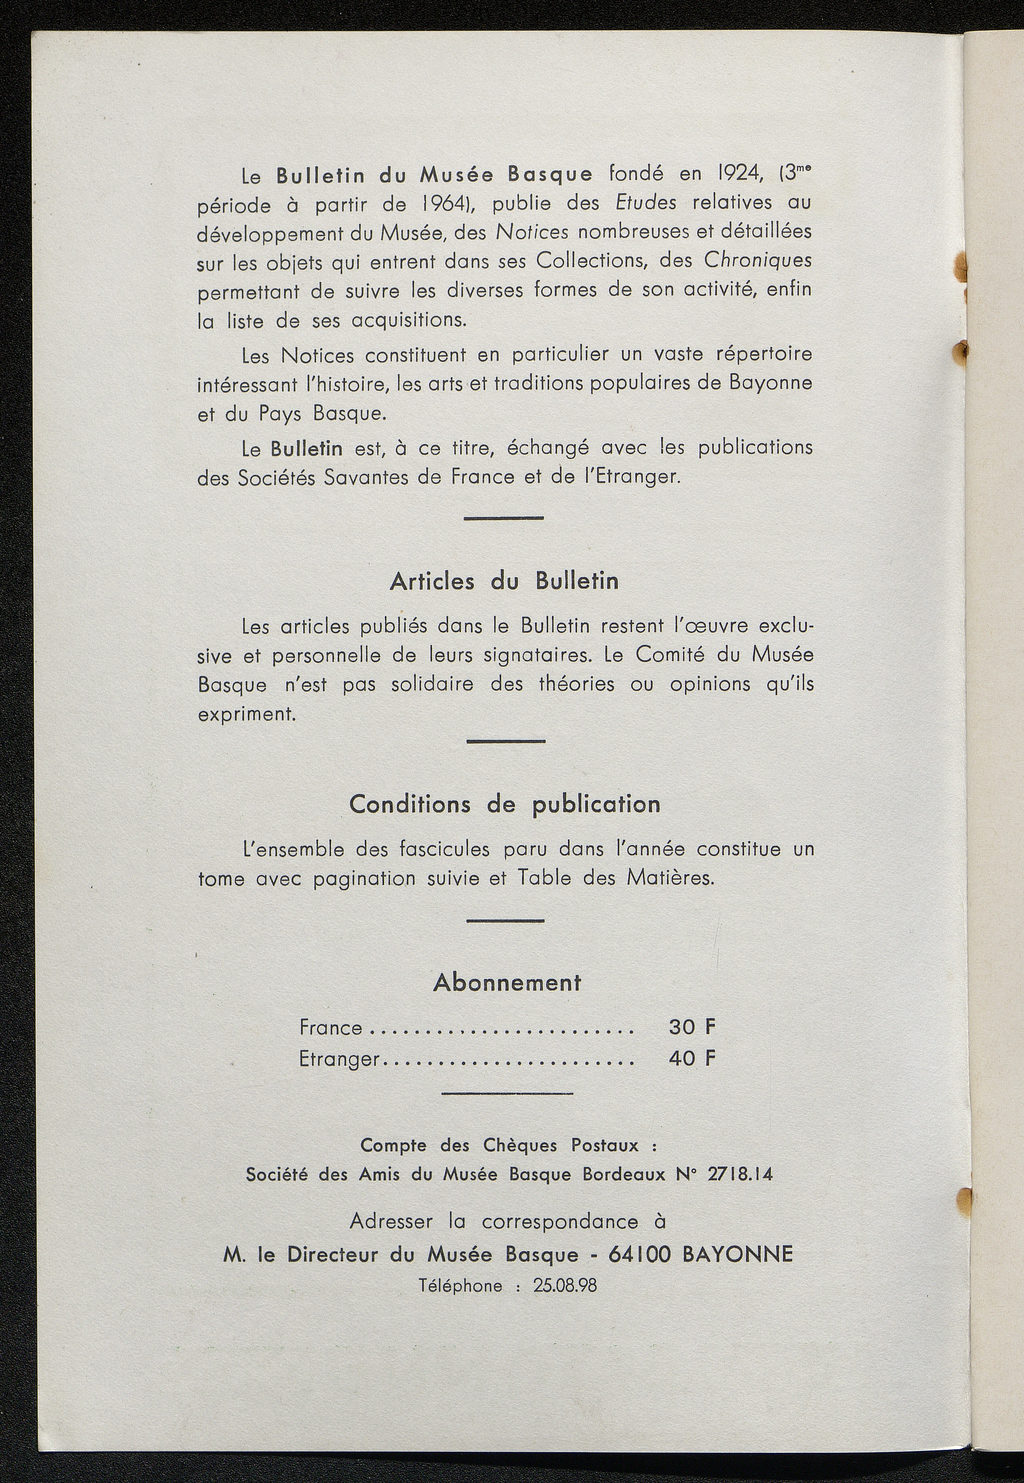 Le Bulletin du Musée Basque fondé en 1924, (3me
période à partir de 1964), publie des Etudes relatives au
développement du Musée, des Notices nombreuses et détaillées
sur les objets qui entrent dans ses Collections, des Chroniques
permettant de suivre les diverses formes de son activité, enfin
la liste de ses acquisitions.
Les Notices constituent en particulier un vaste répertoire
intéressant l'histoire, les arts et traditions populaires de Bayonne
et du Pays Basque.
Le Bulletin est, à ce titre, échangé avec les publications
des Sociétés Savantes de France et de l'Etranger.
Articles du Bulletin
Les articles publiés dans le Bulletin restent l'œuvre exclu-
sive et personnelle de leurs signataires. Le Comité du Musée
Basque n'est pas solidaire des théories ou opinions qu'ils
expriment.
Conditions de publication
L'ensemble des fascicules paru dans l'année constitue un
tome avec pagination suivie et Table des Matières.
Abonnement
France ........................ 30 F
Etranger....................... 40 F
Compte des Chèques Postaux :
Société des Amis du Musée Basque Bordeaux N° 2718.14
Adresser la correspondance à
M. le Directeur du Musée Basque - 64100 BAYONNE
Téléphone : 25.08.98